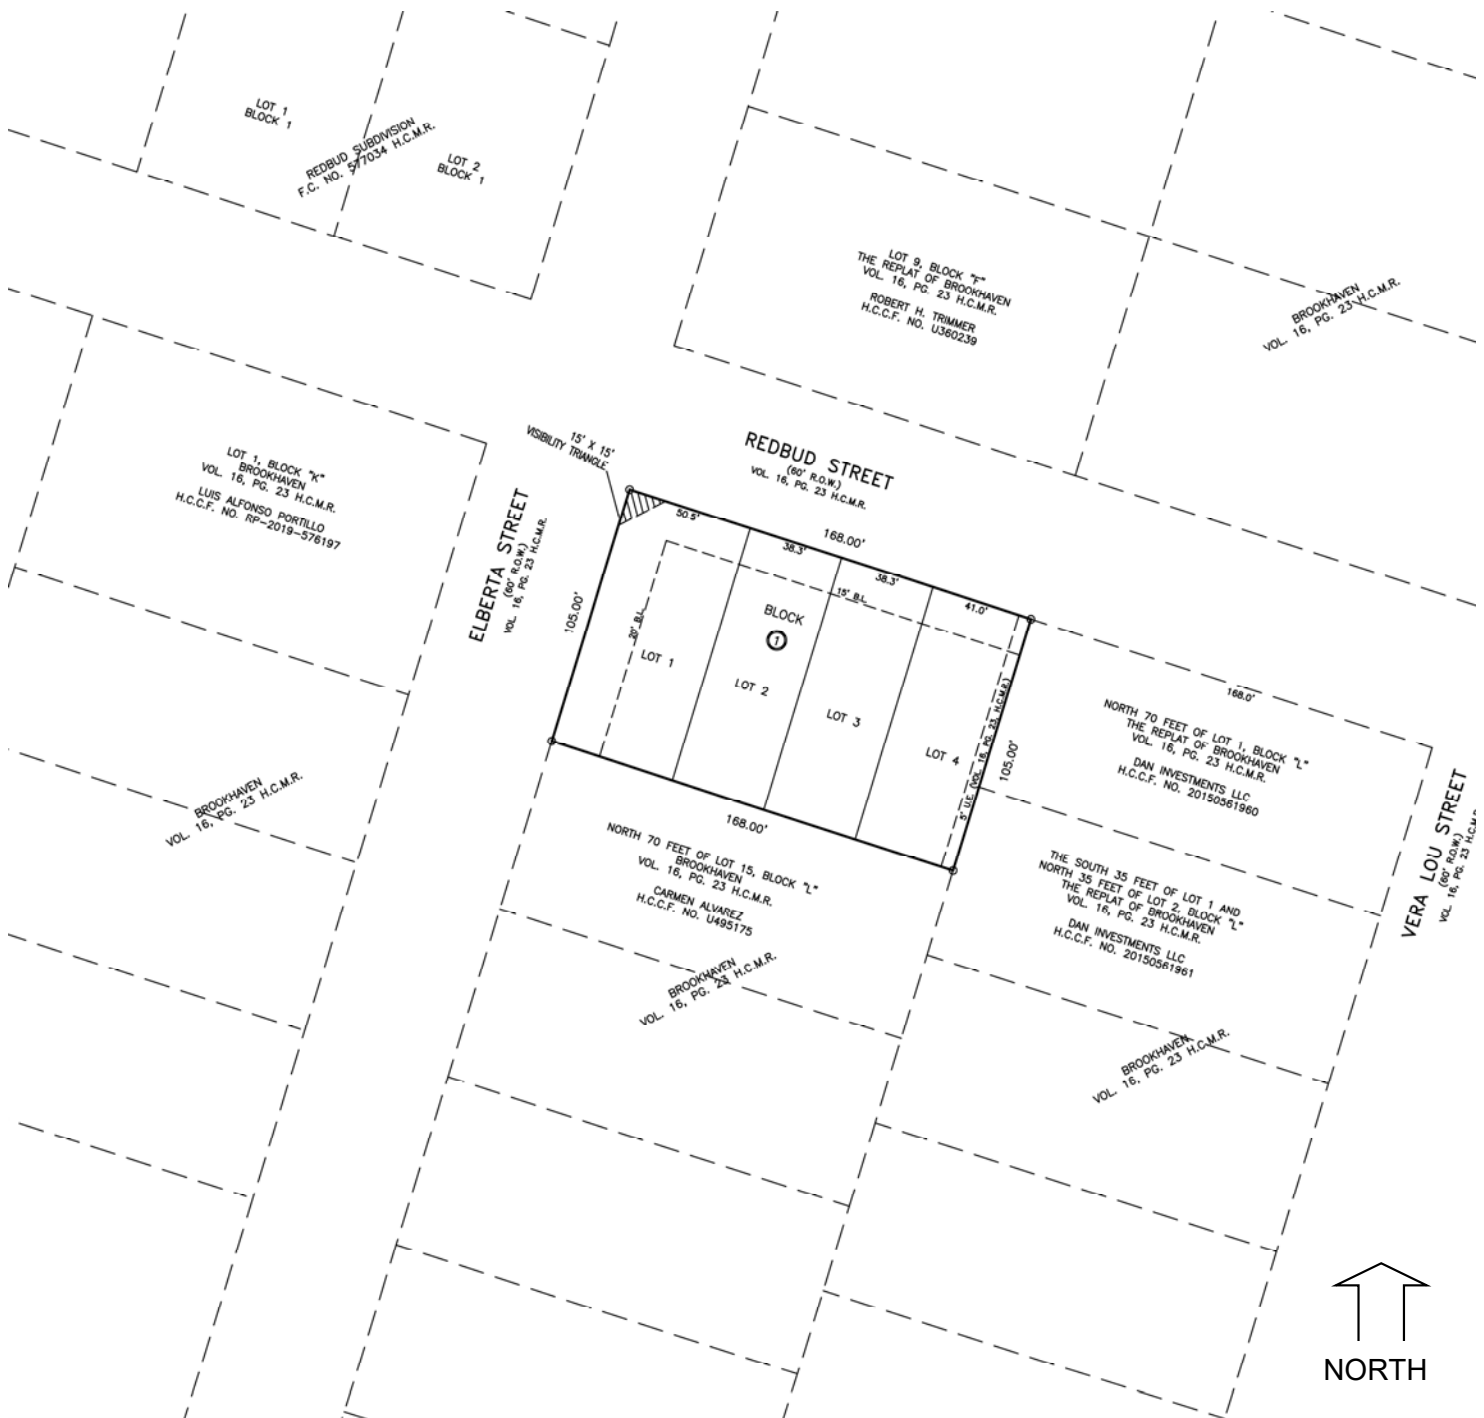 LOT 1
BLOCK 1
REDBUD SUBDIVISION
F.C. NO. 577034 H.C.M.R.
LOT 2
BLOCK 1
LOT 9, BLOCK "F"
THE REPLAT OF BROOKHAVEN
VOL. 16, PG. 23 H.C.M.R.
ROBERT H. TRIMMER
H.C.C.F. NO. U360239
BROOKHAVEN
VOL. 16, PG. 23 H.C.M.R.
LOT 1, BLOCK "K"
BROOKHAVEN
VOL. 16, PG. 23 H.C.M.R.
LUIS ALFONSO PORTILLO
H.C.C.F. NO. RP-2019-576197
15' X 15'
VISIBILITY TRIANGLE
REDBUD STREET
(60' R.O.W.)
VOL. 16, PG. 23 H.C.M.R.
ELBERTA STREET
(60' R.O.W.)
VOL. 16, PG. 23 H.C.M.R.
168.00'
50.5'
38.3'
38.3'
41.0'
105.00'
20' B.L.
15' B.L.
BLOCK
1
LOT 1
LOT 2
LOT 3
LOT 4
5' U.E. (VOL. 16, PG. 23, H.C.M.R.)
105.00'
168.00'
168.0'
NORTH 70 FEET OF LOT 1, BLOCK "L"
THE REPLAT OF BROOKHAVEN
VOL. 16, PG. 23 H.C.M.R.
DAN INVESTMENTS LLC
H.C.C.F. NO. 20150561960
VERA LOU STREET
(60' R.O.W.)
VOL. 16, PG. 23 H.C.M.R.
BROOKHAVEN
VOL. 16, PG. 23 H.C.M.R.
NORTH 70 FEET OF LOT 15, BLOCK "L"
BROOKHAVEN
VOL. 16, PG. 23 H.C.M.R.
CARMEN ALVAREZ
H.C.C.F. NO. U495175
THE SOUTH 35 FEET OF LOT 1 AND
NORTH 35 FEET OF LOT 2, BLOCK "L"
THE REPLAT OF BROOKHAVEN
VOL. 16, PG. 23 H.C.M.R.
DAN INVESTMENTS LLC
H.C.C.F. NO. 20150561961
BROOKHAVEN
VOL. 16, PG. 23 H.C.M.R.
BROOKHAVEN
VOL. 16, PG. 23 H.C.M.R.
NORTH